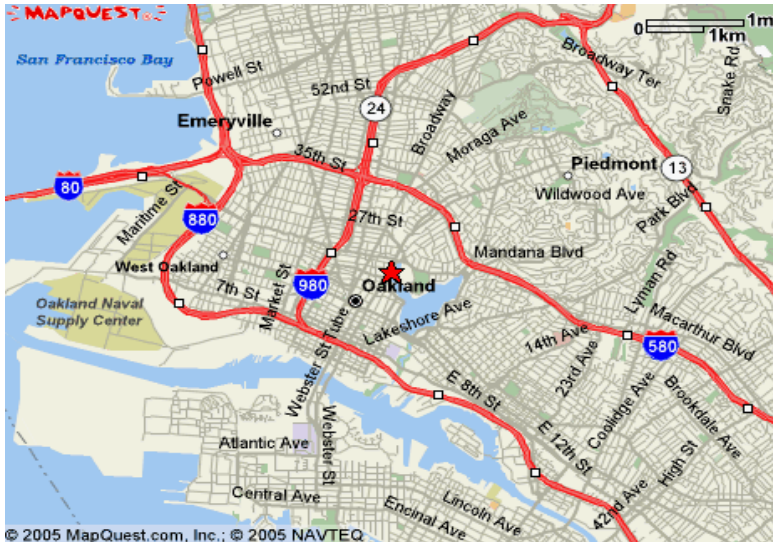 MAPQUEST
1m
0
1km
San Francisco Bay
Powell St
52nd St
Broadway Ter
Snake Rd
24
Broadway
Emeryville
Moraga Ave
35th St
Piedmont
13
80
Maritime St
880
27th St
Wildwood Ave
Park Blvd
West Oakland
Mandana Blvd
7th St
Market St
980
Oakland
Lyman Rd
Oakland Naval
Supply Center
Webster St Tube
Lakeshore Ave
14th Ave
Macarthur Blvd
580
23rd Ave
E 8th St
Coolidge Ave
Brookdale Ave
Webster St
E 12th St
High St
Atlantic Ave
Central Ave
Lincoln Ave
42nd Ave
Encinal Ave
© 2005 MapQuest.com, Inc.; © 2005 NAVTEQ